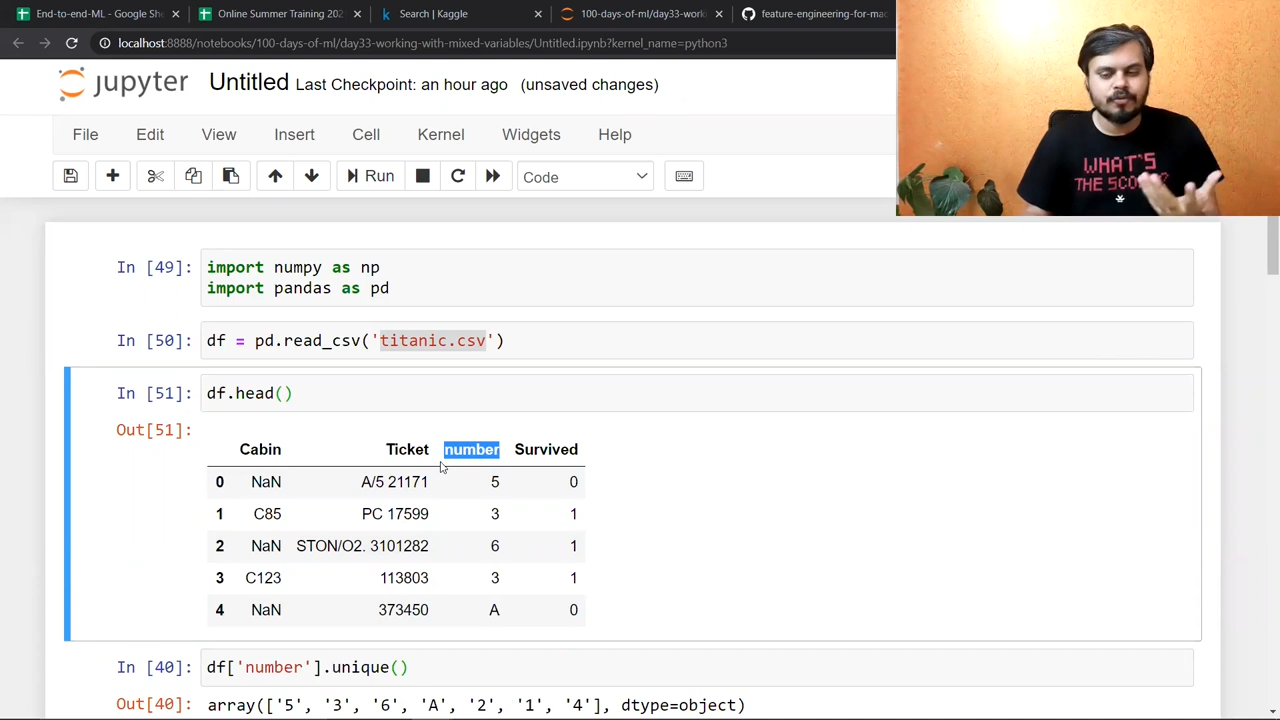 End-to-end-ML - Google She
Online Summer Training 202
Search | Kaggle
100-days-of-ml/day33-work
feature-engineering-for-mac
localhost:8888/notebooks/100-days-of-ml/day33-working-with-mixed-variables/Untitled.ipynb?kernel_name=python3
jupyter Untitled Last Checkpoint: an hour ago (unsaved changes)
File Edit View Insert Cell Kernel Widgets Help
Run Code
WHAT'S
THE
In [49]: import numpy as np
import pandas as pd
In [50]: df = pd.read_csv('titanic.csv')
In [51]: df.head()
Out[51]:
Cabin Ticket number Survived
0 NaN A/5 21171 5 0
1 C85 PC 17599 3 1
2 NaN STON/O2. 3101282 6 1
3 C123 113803 3 1
4 NaN 373450 A 0
In [40]: df['number'].unique()
Out[40]: array(['5', '3', '6', 'A', '2', '1', '4'], dtype=object)